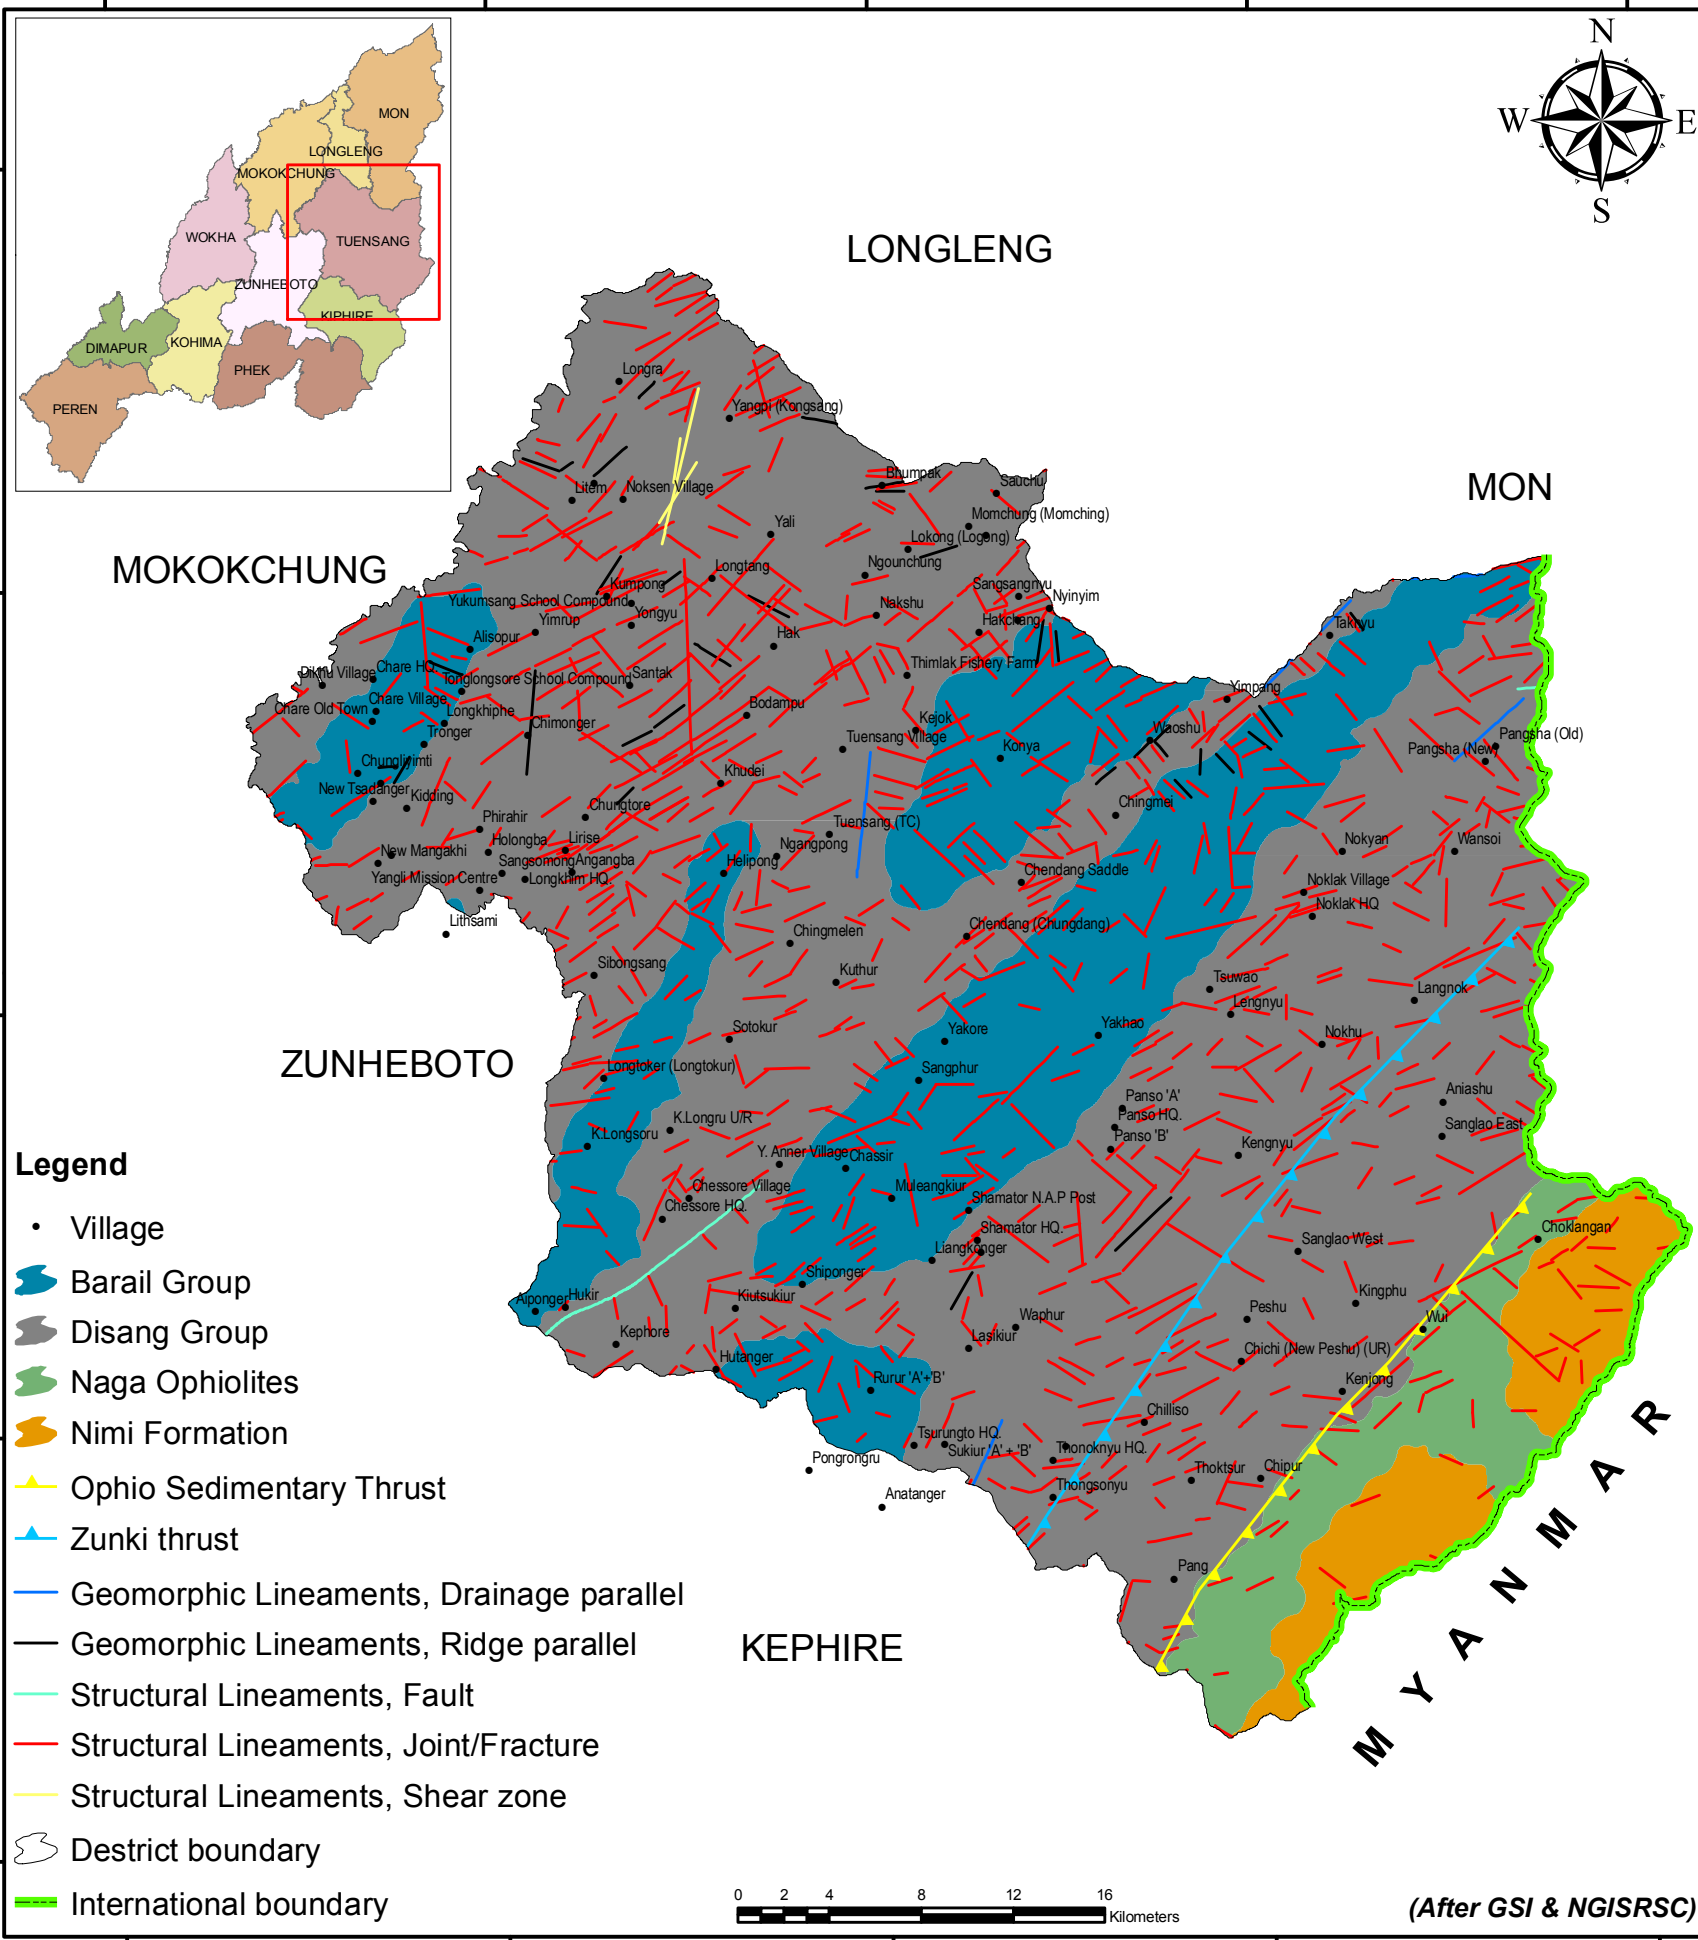 N
W
E
S
MON
LONGLENG
MOKOKCHUNG
WOKHA
TUENSANG
ZUNHEBOTO
KIPHIRE
DIMAPUR
KOHIMA
PHEK
PEREN
LONGLENG
MON
MOKOKCHUNG
ZUNHEBOTO
KEPHIRE
MYANMAR
Longra
Yangpi (Kongsang)
Litem
Noksen Village
Bhumpak
Sauchu
Yali
Momchung (Momching)
Lokong (Logong)
Ngounchung
Longtang
Kumpong
Sangsangnyu
Nyinyim
Yukumsang School Compound
Yongyu
Yimrup
Nakshu
Hakchang
Taknyu
Alisopur
Hak
Dikhu Village
Chare HQ.
Tonglongsore School Compound
Santak
Thimlak Fishery Farm
Yimpang
Chare Village
Chare Old Town
Longkhiphe
Bodampu
Kejok
Tronger
Chimonger
Tuensang Village
Konya
Waoshu
Pangsha (Old)
Pangsha (New)
Chungliyimti
Khudei
New Tsadanger
Kidding
Chungtore
Chingmei
Phirahir
Tuensang (TC)
Holongba
Lirise
Ngangpong
Nokyan
Wansoi
New Mangakhi
Sangsomong
Angangba
Helipong
Yangli Mission Centre
Longkhim HQ.
Chendang Saddle
Noklak Village
Noklak HQ
Lithsami
Chingmelen
Chendang (Chungdang)
Sibongsang
Kuthur
Tsuwao
Langnok
Lengnyu
Sotokur
Yakore
Yakhao
Nokhu
Longtoker (Longtokur)
Sangphur
Panso 'A'
Aniashu
K.Longru U/R
Panso HQ.
Sanglao East
K.Longsoru
Panso 'B'
Kengnyu
Y. Anner Village
Chassir
Chessore Village
Muleangkiur
Chessore HQ.
Shamator N.A.P Post
Shamator HQ.
Choklangan
Liangkonger
Sanglao West
Shiponger
Aiponger
Hukir
Kiutsukiur
Kingphu
Peshu
Waphur
Wui
Kephore
Lasikiur
Chichi (New Peshu) (UR)
Hutanger
Rurur 'A'+'B'
Kenjong
Chilliso
Tsurungto HQ.
Sukiur 'A' + 'B'
Thonoknyu HQ.
Pongrongru
Thoktsur
Chipur
Anatanger
Thongsonyu
Pang
Legend
Village
Barail Group
Disang Group
Naga Ophiolites
Nimi Formation
Ophio Sedimentary Thrust
Zunki thrust
Geomorphic Lineaments, Drainage parallel
Geomorphic Lineaments, Ridge parallel
Structural Lineaments, Fault
Structural Lineaments, Joint/Fracture
Structural Lineaments, Shear zone
Destrict boundary
International boundary
0 2 4 8 12 16
Kilometers
(After GSI & NGISRSC)